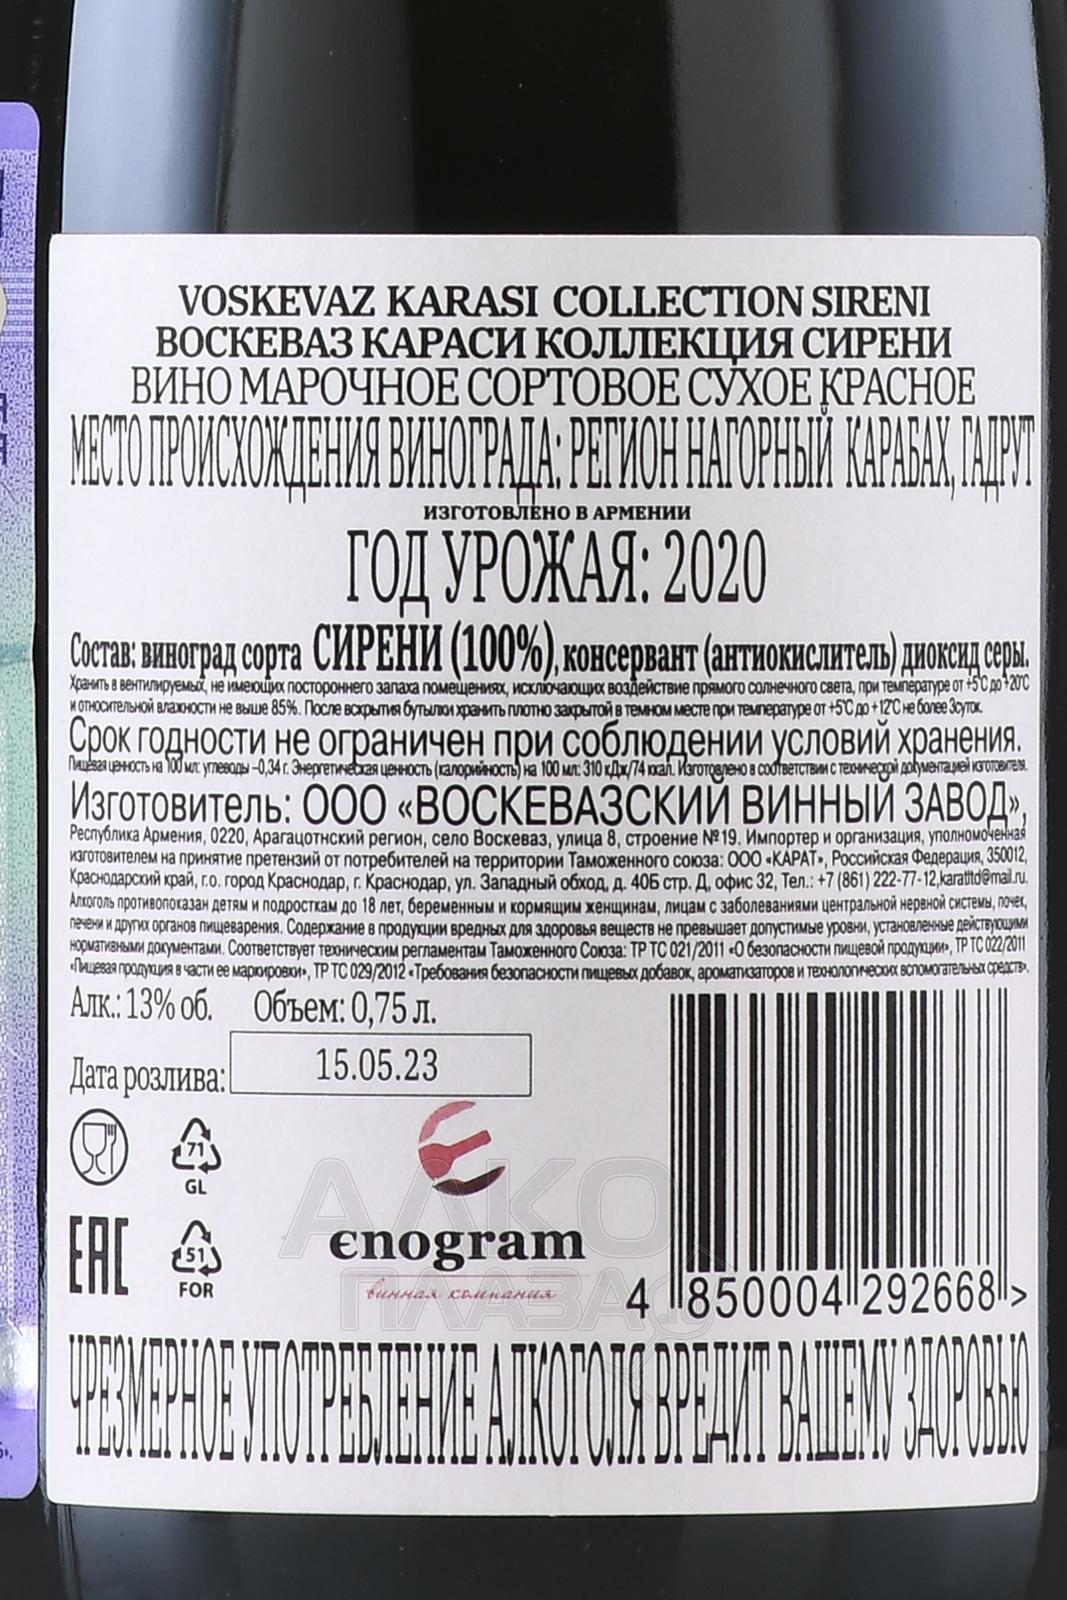 VOSKEVAZ KARASI COLLECTION SIRENI
ВОСКЕВАЗ КАРАСИ КОЛЛЕКЦИЯ СИРЕНИ
ВИНО МАРОЧНОЕ СОРТОВОЕ СУХОЕ КРАСНОЕ
МЕСТО ПРОИСХОЖДЕНИЯ ВИНОГРАДА: РЕГИОН НАГОРНЫЙ КАРАБАХ, ГАДРУТ
ИЗГОТОВЛЕНО В АРМЕНИИ
ГОД УРОЖАЯ: 2020
Состав: виноград сорта СИРЕНИ (100%), консервант (антиокислитель) диоксид серы.
Хранить в вентилируемых, не имеющих постороннего запаха помещениях, исключающих воздействие прямого солнечного света, при температуре от +5°С до +20°С
и относительной влажности не выше 85%. После вскрытия бутылки хранить плотно закрытой в темном месте при температуре от +5°С до +12°С не более 3суток.
Срок годности не ограничен при соблюдении условий хранения.
Пищевая ценность на 100 мл: углеводы –0,34 г. Энергетическая ценность (калорийность) на 100 мл: 310 кДж/74 ккал. Изготовлено в соответствии с технической документацией изготовителя.
Изготовитель: ООО «ВОСКЕВАЗСКИЙ ВИННЫЙ ЗАВОД»,
Республика Армения, 0220, Арагацотнский регион, село Воскеваз, улица 8, строение №19. Импортер и организация, уполномоченная
изготовителем на принятие претензий от потребителей на территории Таможенного союза: ООО «КАРАТ», Российская Федерация, 350012,
Краснодарский край, г.о. город Краснодар, г. Краснодар, ул. Западный обход, д. 40Б стр. Д, офис 32, Тел.: +7 (861) 222-77-12,karatltd@mail.ru.
Алкоголь противопоказан детям и подросткам до 18 лет, беременным и кормящим женщинам, лицам с заболеваниями центральной нервной системы, почек,
печени и других органов пищеварения. Содержание в продукции вредных для здоровья веществ не превышает допустимые уровни, установленные действующими
нормативными документами. Соответствует техническим регламентам Таможенного Союза: ТР ТС 021/2011 «О безопасности пищевой продукции», ТР ТС 022/2011
«Пищевая продукция в части ее маркировки», ТР ТС 029/2012 «Требования безопасности пищевых добавок, ароматизаторов и технологических вспомогательных средств».
Алк.: 13% об. Объем: 0,75 л.
Дата розлива: 15.05.23
71
GL
EAC
51
FOR
enogram
винная компания
АЛКО
ПЛАЗА.ru
4 850004 292668 >
ЧРЕЗМЕРНОЕ УПОТРЕБЛЕНИЕ АЛКОГОЛЯ ВРЕДИТ ВАШЕМУ ЗДОРОВЬЮ